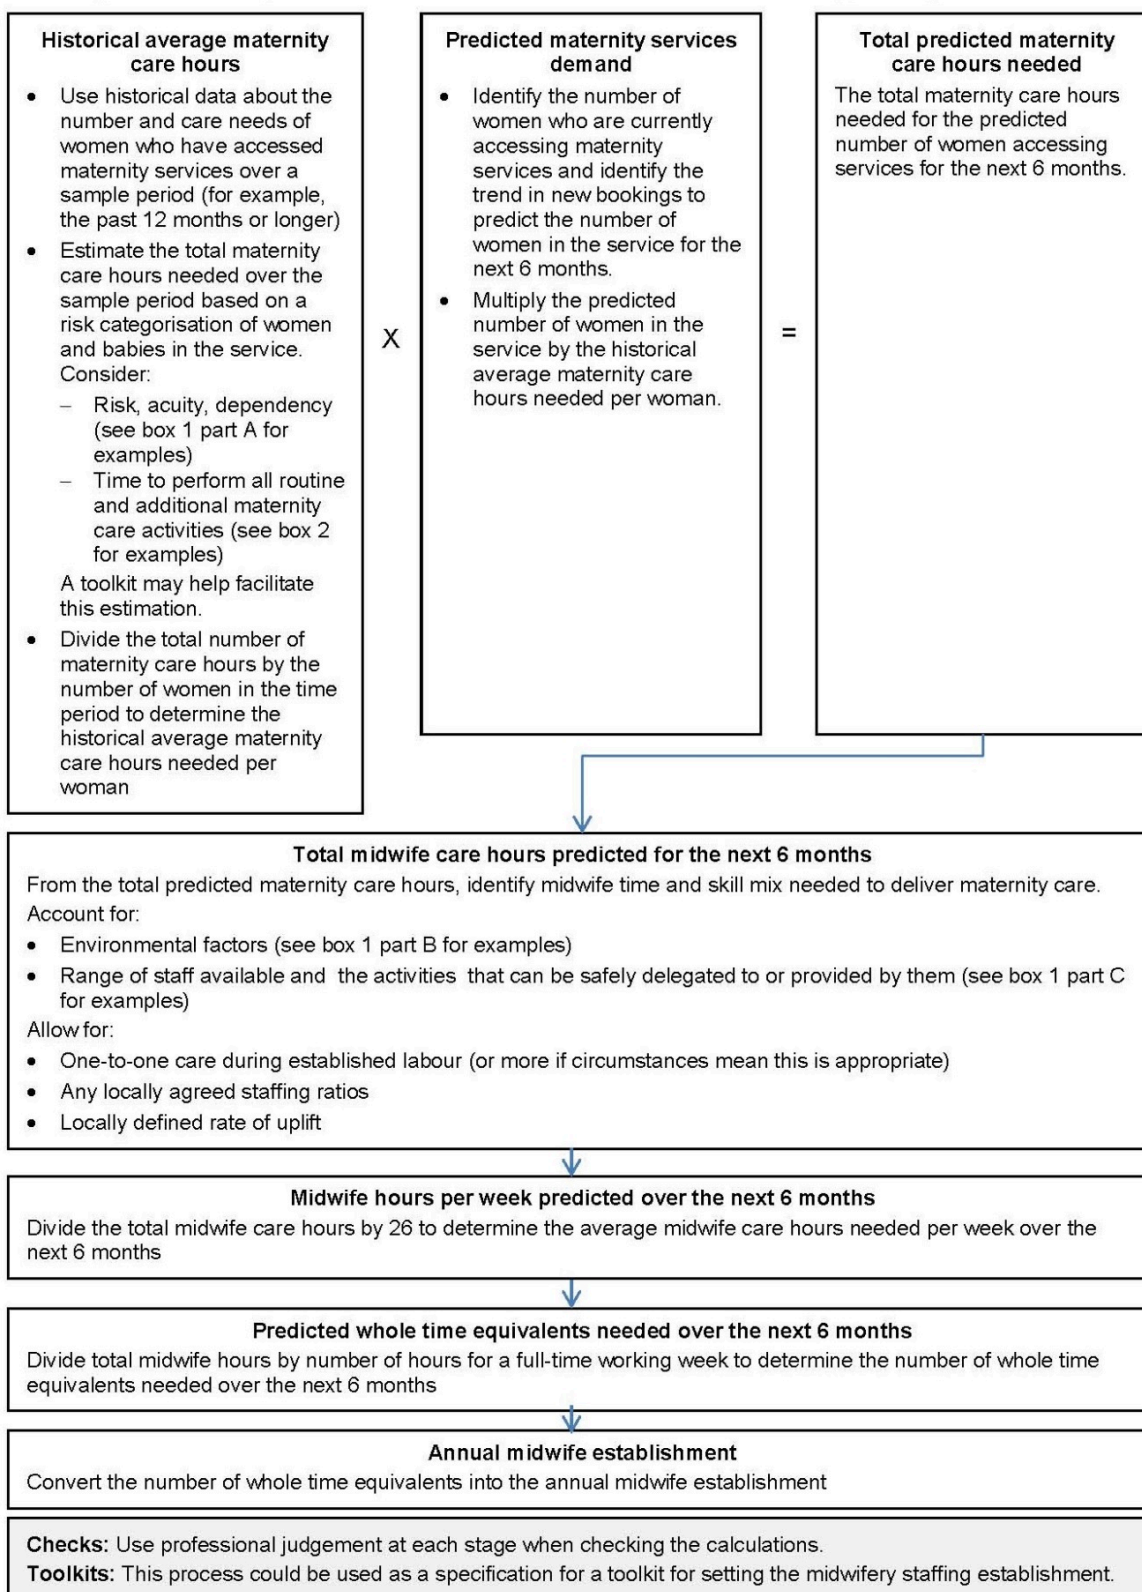 Historical average maternity
care hours
• Use historical data about the
number and care needs of
women who have accessed
maternity services over a
sample period (for example,
the past 12 months or longer)
• Estimate the total maternity
care hours needed over the
sample period based on a
risk categorisation of women
and babies in the service.
Consider:
– Risk, acuity, dependency
(see box 1 part A for
examples)
– Time to perform all routine
and additional maternity
care activities (see box 2
for examples)
A toolkit may help facilitate
this estimation.
• Divide the total number of
maternity care hours by the
number of women in the time
period to determine the
historical average maternity
care hours needed per
woman
X
Predicted maternity services
demand
• Identify the number of
women who are currently
accessing maternity
services and identify the
trend in new bookings to
predict the number of
women in the service for the
next 6 months.
• Multiply the predicted
number of women in the
service by the historical
average maternity care
hours needed per woman.
=
Total predicted maternity
care hours needed
The total maternity care hours
needed for the predicted
number of women accessing
services for the next 6 months.
Total midwife care hours predicted for the next 6 months
From the total predicted maternity care hours, identify midwife time and skill mix needed to deliver maternity care.
Account for:
• Environmental factors (see box 1 part B for examples)
• Range of staff available and the activities that can be safely delegated to or provided by them (see box 1 part C
for examples)
Allow for:
• One-to-one care during established labour (or more if circumstances mean this is appropriate)
• Any locally agreed staffing ratios
• Locally defined rate of uplift
Midwife hours per week predicted over the next 6 months
Divide the total midwife care hours by 26 to determine the average midwife care hours needed per week over the
next 6 months
Predicted whole time equivalents needed over the next 6 months
Divide total midwife hours by number of hours for a full-time working week to determine the number of whole time
equivalents needed over the next 6 months
Annual midwife establishment
Convert the number of whole time equivalents into the annual midwife establishment
Checks: Use professional judgement at each stage when checking the calculations.
Toolkits: This process could be used as a specification for a toolkit for setting the midwifery staffing establishment.